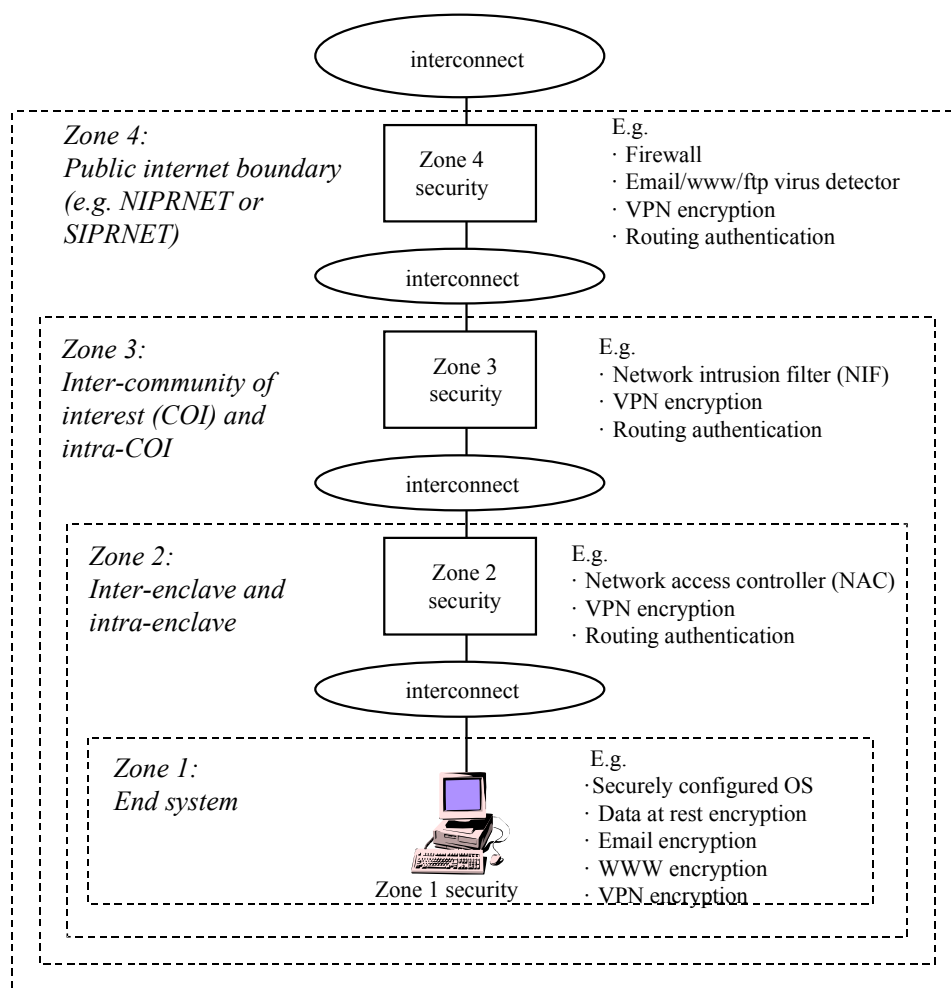 interconnect
Zone 4:
Public internet boundary
(e.g. NIPRNET or
SIPRNET)
Zone 4
security
E.g.
· Firewall
· Email/www/ftp virus detector
· VPN encryption
· Routing authentication
interconnect
Zone 3:
Inter-community of
interest (COI) and
intra-COI
Zone 3
security
E.g.
· Network intrusion filter (NIF)
· VPN encryption
· Routing authentication
interconnect
Zone 2:
Inter-enclave and
intra-enclave
Zone 2
security
E.g.
· Network access controller (NAC)
· VPN encryption
· Routing authentication
interconnect
Zone 1:
End system
Zone 1 security
E.g.
·Securely configured OS
· Data at rest encryption
· Email encryption
· WWW encryption
· VPN encryption